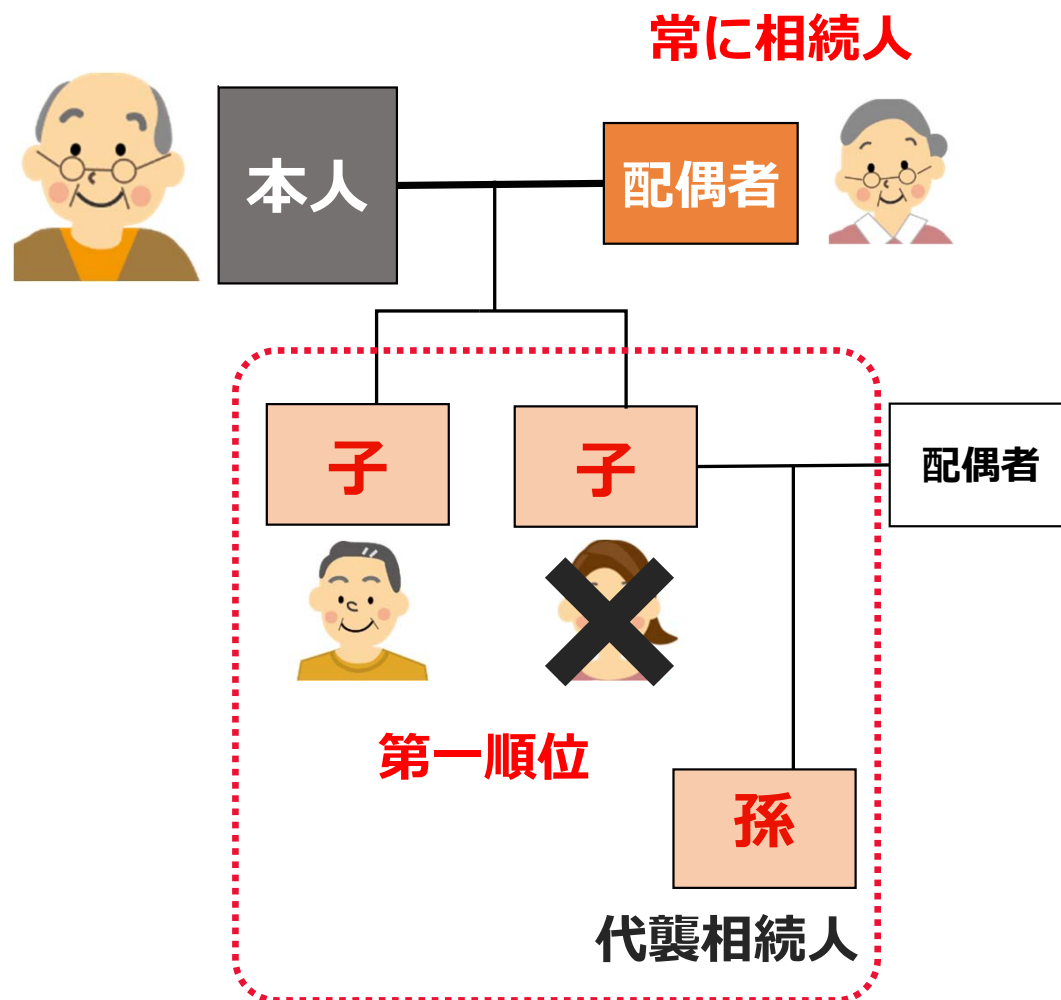 常に相続人
本人
配偶者
子
子
配偶者
第一順位
孫
代襲相続人